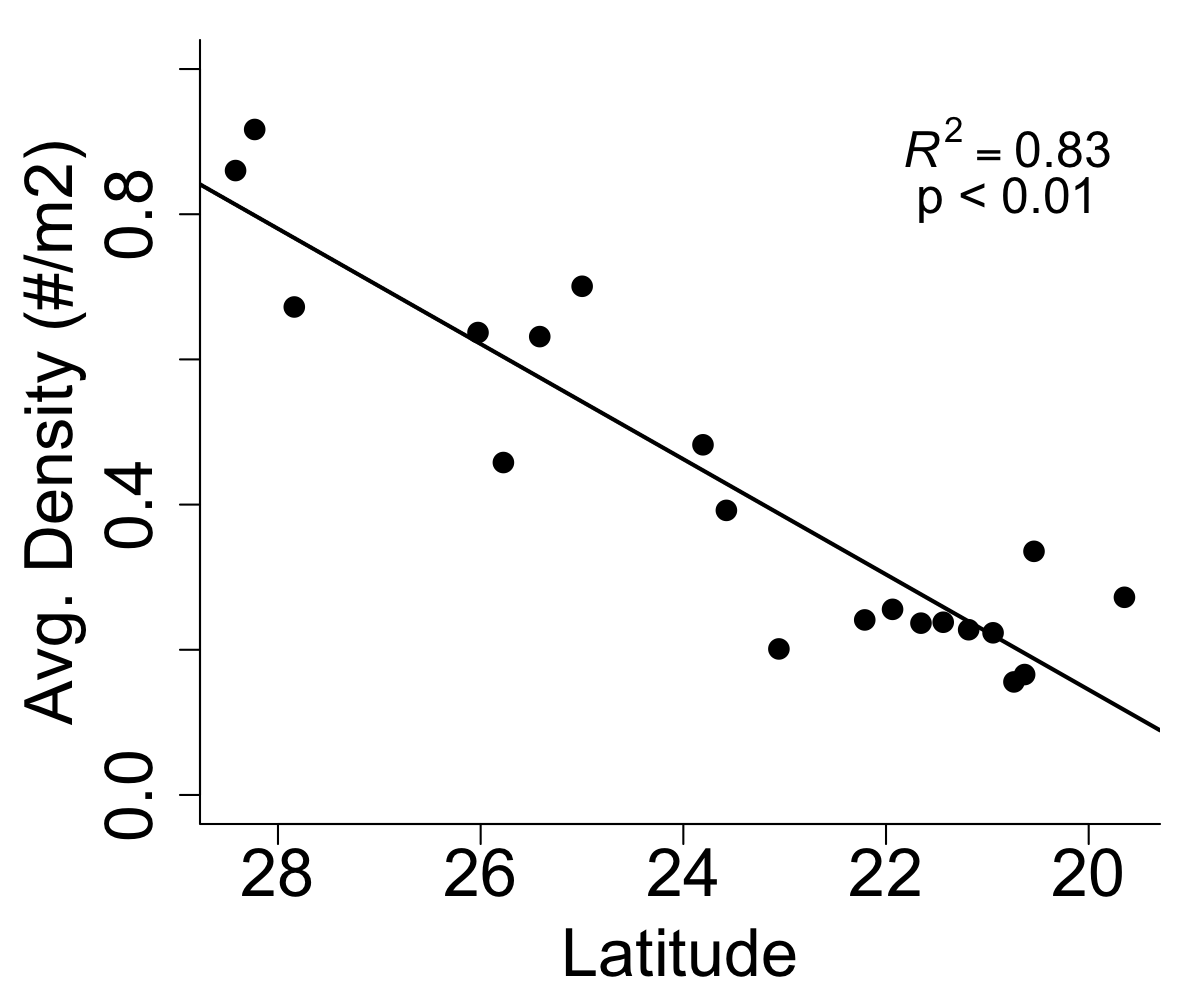 R² = 0.83
p < 0.01
Avg. Density (#/m2)
0.8
0.4
0.0
28 26 24 22 20
Latitude